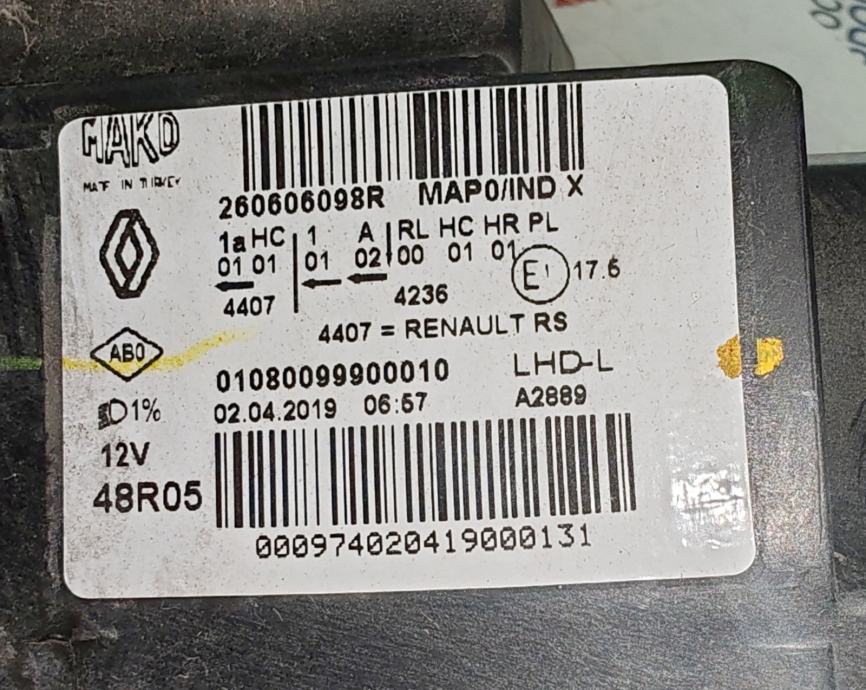 MAKO
MADE IN TURKEY
260606098R MAP0/IND X
1a HC | 1 A | RL HC HR PL
01 01 | 01 02 | 00 01 01
E1 17.6
4407 4236
4407 = RENAULT RS
ABO
01080099900010 LHD-L
1% 02.04.2019 06:57 A2889
12V
48R05
000974020419000131